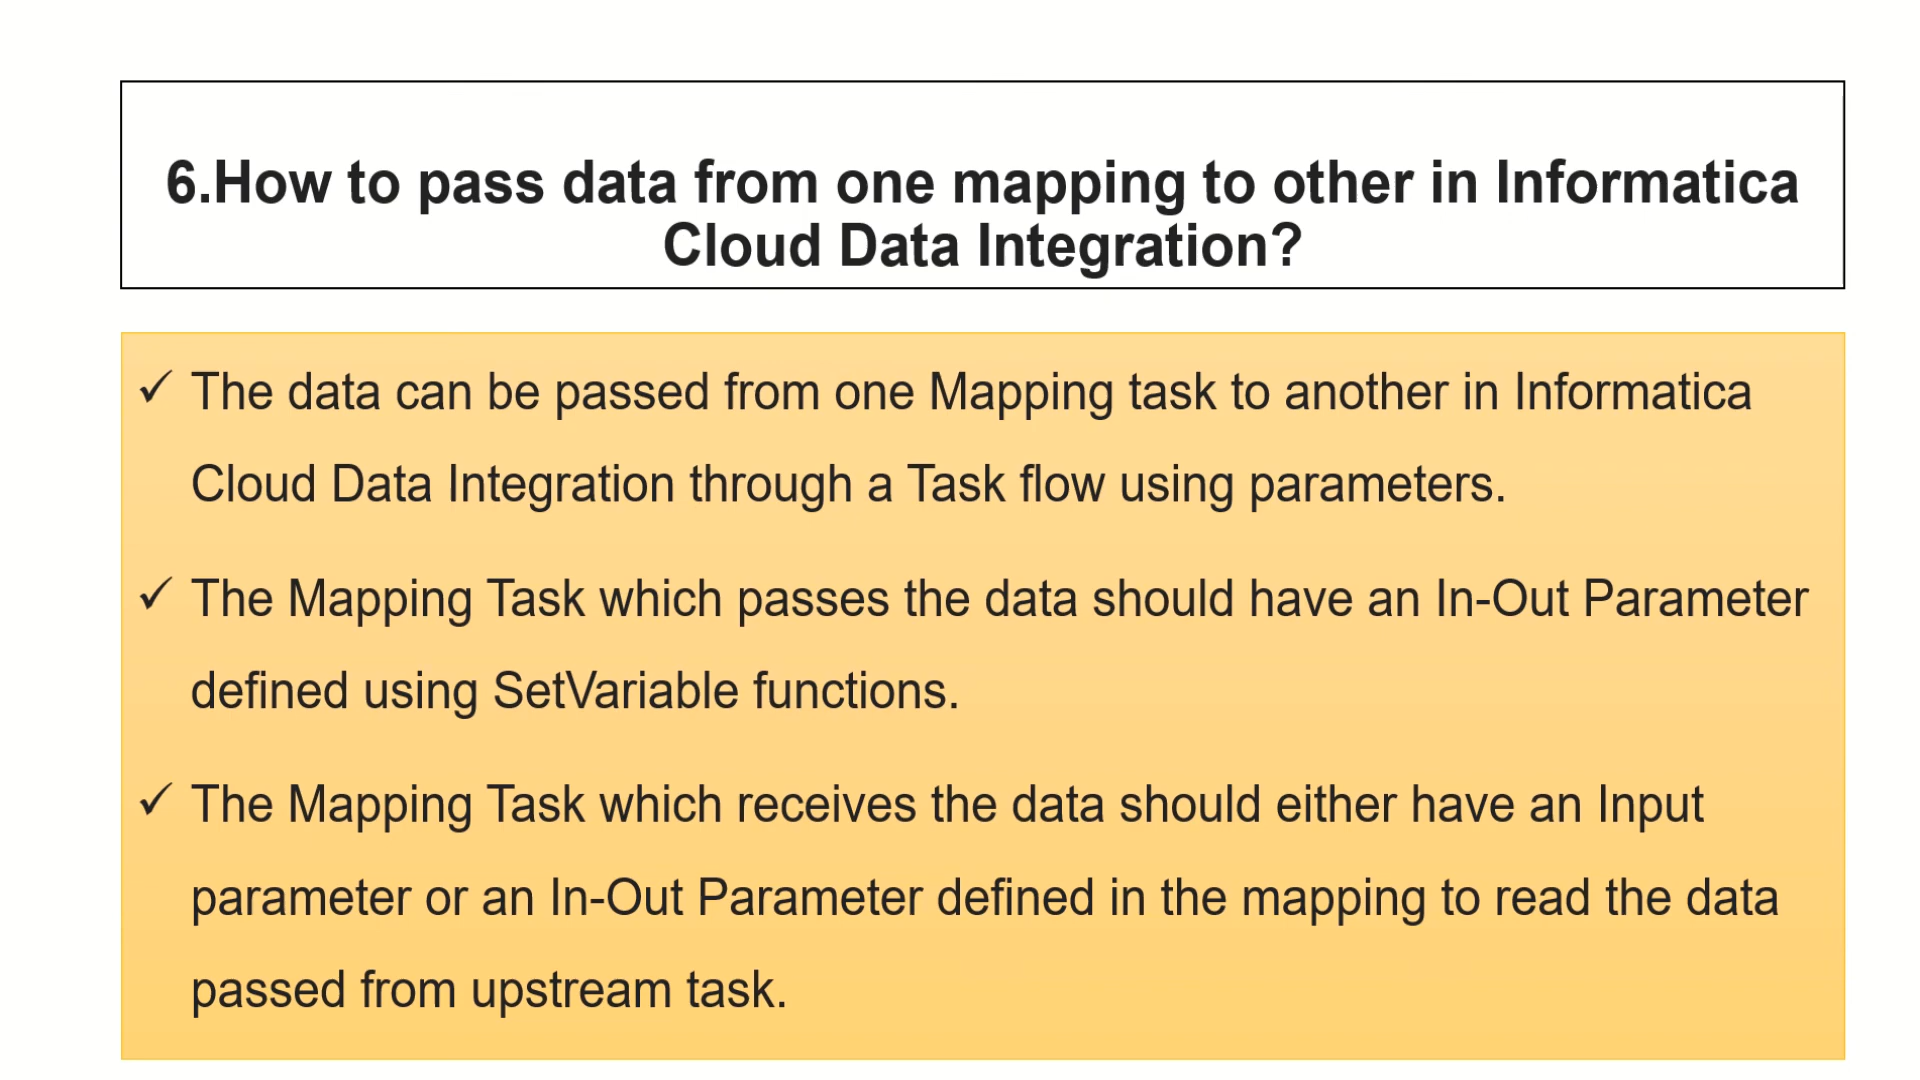 6.How to pass data from one mapping to other in Informatica
Cloud Data Integration?
✓ The data can be passed from one Mapping task to another in Informatica
Cloud Data Integration through a Task flow using parameters.
✓ The Mapping Task which passes the data should have an In-Out Parameter
defined using SetVariable functions.
✓ The Mapping Task which receives the data should either have an Input
parameter or an In-Out Parameter defined in the mapping to read the data
passed from upstream task.